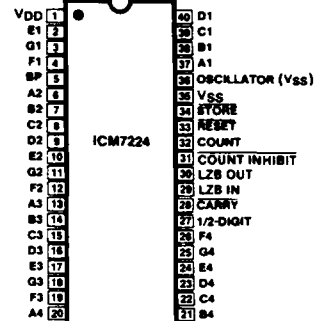 VDD 1
E1 2
G1 3
F1 4
BP 5
A2 6
B2 7
C2 8
D2 9
E2 10
G2 11
F2 12
A3 13
B3 14
C3 15
D3 16
E3 17
G3 18
F3 19
A4 20
ICM7224
40 D1
39 C1
38 B1
37 A1
36 OSCILLATOR (VSS)
35 VSS
34 STORE
33 RESET
32 COUNT
31 COUNT INHIBIT
30 LZB OUT
29 LZB IN
28 CARRY
27 1/2-DIGIT
26 F4
25 G4
24 E4
23 D4
22 C4
21 B4